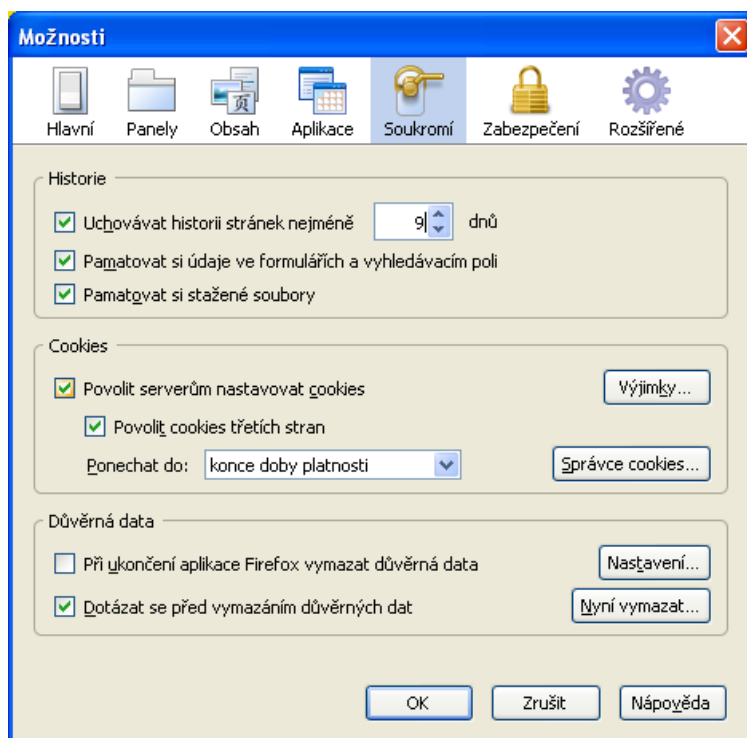 Možnosti
Hlavní Panely Obsah Aplikace Soukromí Zabezpečení Rozšířené
Historie
Uchovávat historii stránek nejméně 9 dnů
Pamatovat si údaje ve formulářích a vyhledávacím poli
Pamatovat si stažené soubory
Cookies
Povolit serverům nastavovat cookies Výjimky...
Povolit cookies třetích stran
Ponechat do: konce doby platnosti Správce cookies...
Důvěrná data
Při ukončení aplikace Firefox vymazat důvěrná data Nastavení...
Dotázat se před vymazáním důvěrných dat Nyní vymazat...
OK Zrušit Nápověda